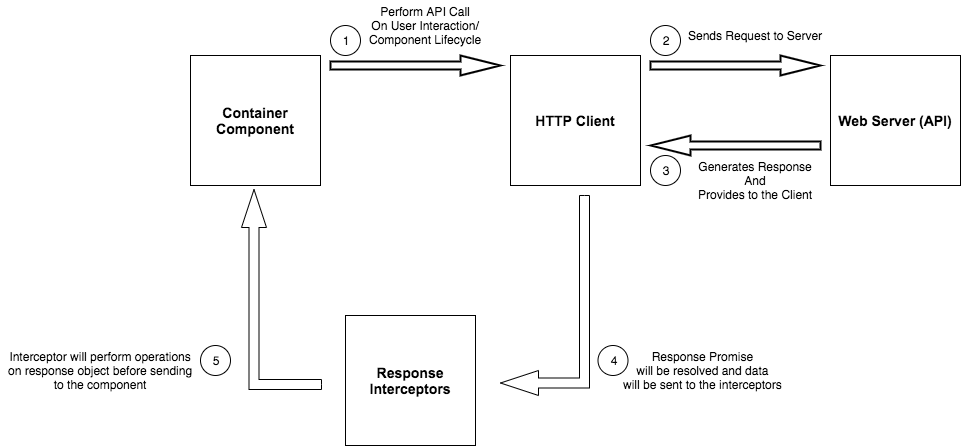 Perform API Call
On User Interaction/
Component Lifecycle
1
2
Sends Request to Server
Container
Component
HTTP Client
Web Server (API)
3
Generates Response
And
Provides to the Client
Interceptor will perform operations
on response object before sending
to the component
5
4
Response Promise
will be resolved and data
will be sent to the interceptors
Response
Interceptors